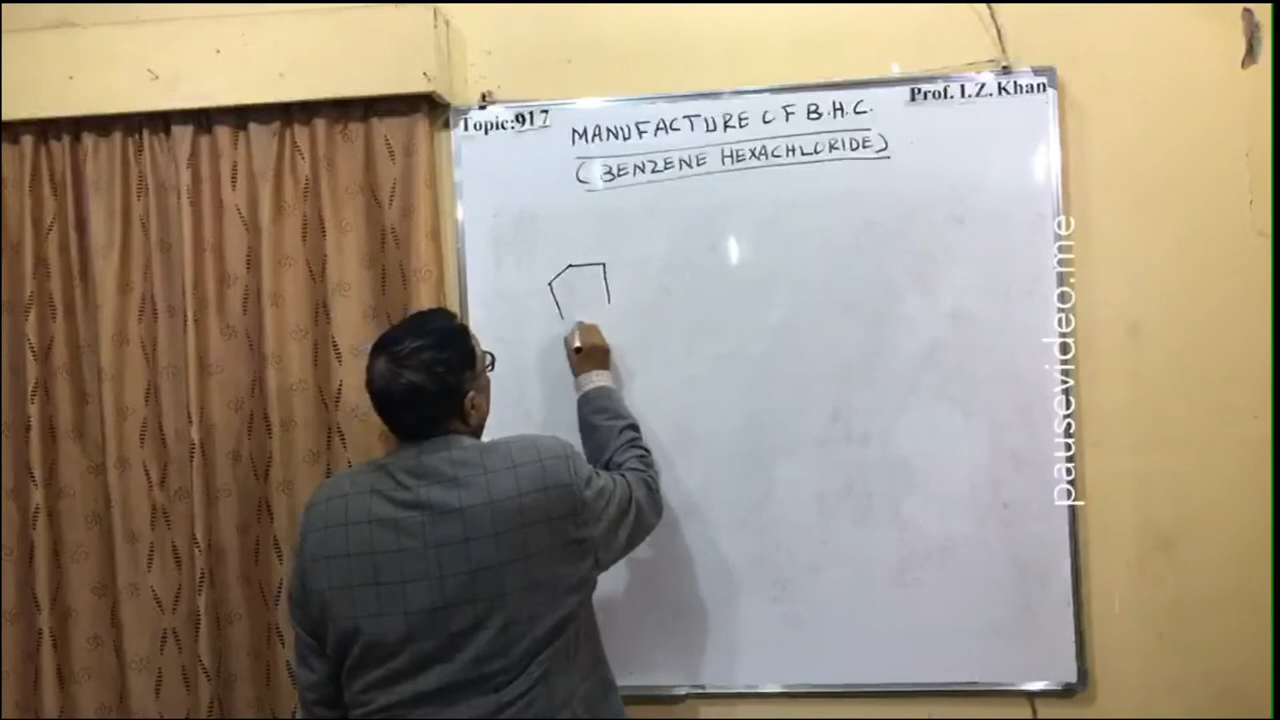 Topic:917
Prof. I.Z. Khan
MANUFACTURE OF B.H.C.
(BENZENE HEXACHLORIDE)
pausevideo.me